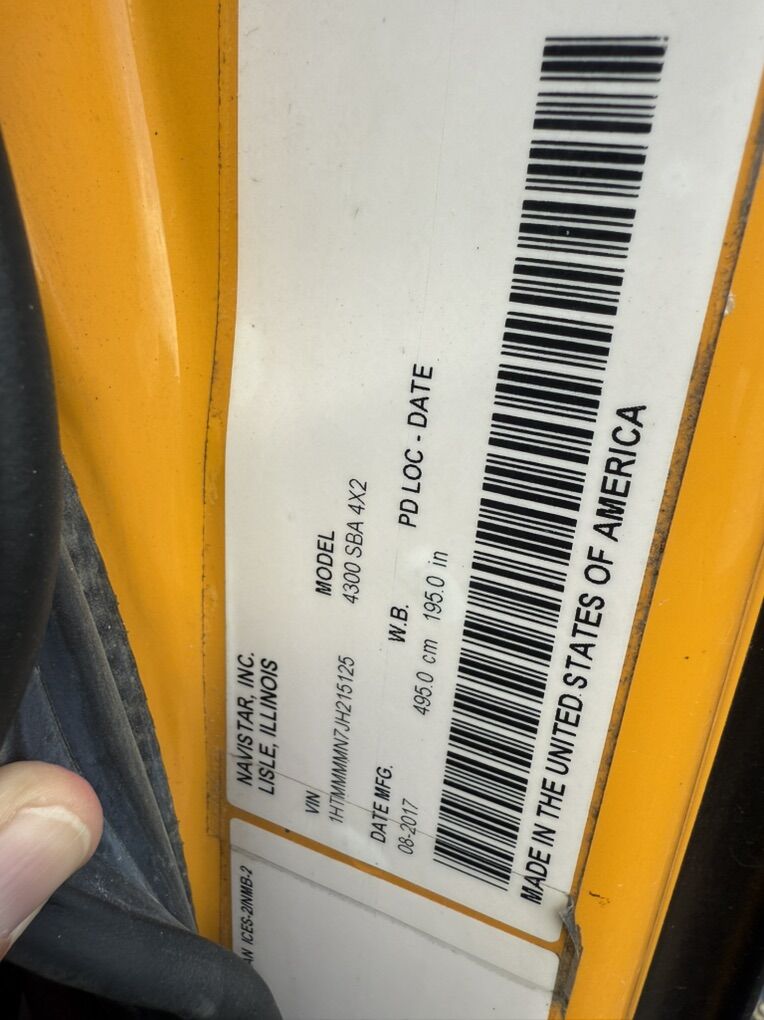 NAVISTAR, INC.
LISLE, ILLINOIS
VIN MODEL
1HTMMMMN7JH215125 4300 SBA 4X2
DATE MFG. W.B. PD LOC - DATE
08-2017 495.0 cm 195.0 in
MADE IN THE UNITED STATES OF AMERICA
ICES-2/NMB-2